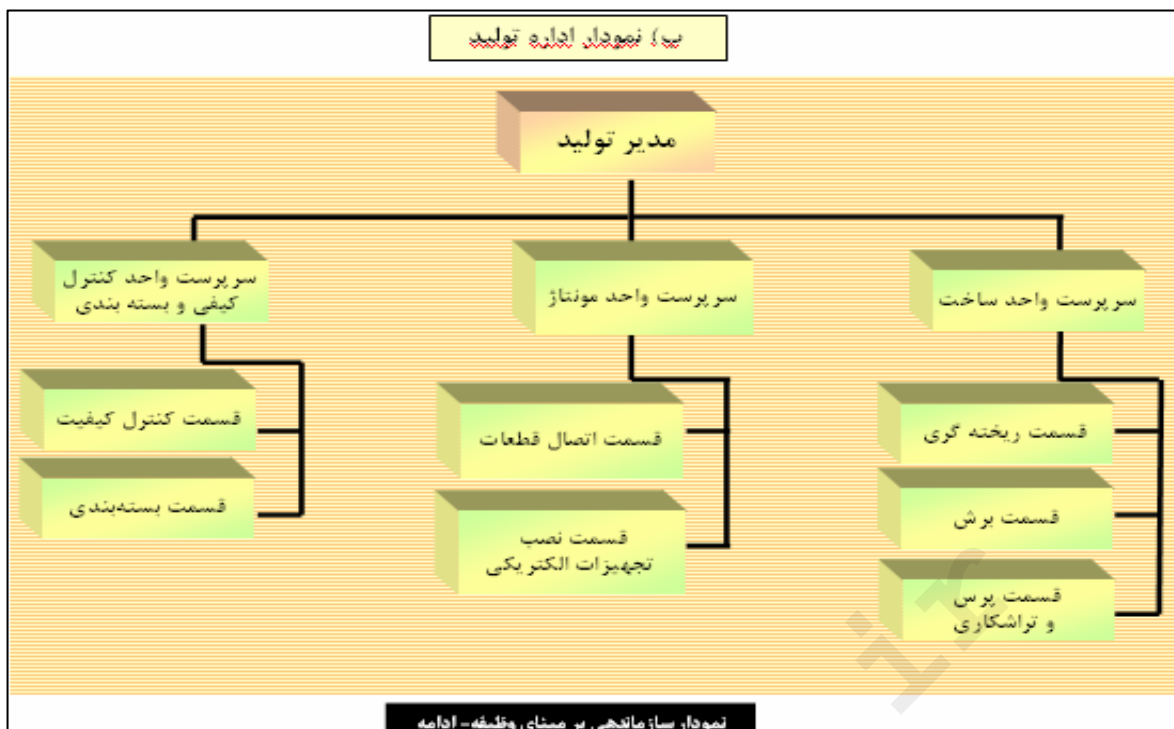 ب) نمودار اداره تولید
مدیر تولید
سرپرست واحد ساخت
سرپرست واحد مونتاژ
سرپرست واحد کنترل
کیفی و بسته بندی
قسمت ریخته گری
قسمت برش
قسمت پرس
و تراشکاری
قسمت اتصال قطعات
قسمت نصب
تجهیزات الکتریکی
قسمت کنترل کیفیت
قسمت بسته‌بندی
نمودار سازماندهی بر مبنای وظیفه- ادامه
ir